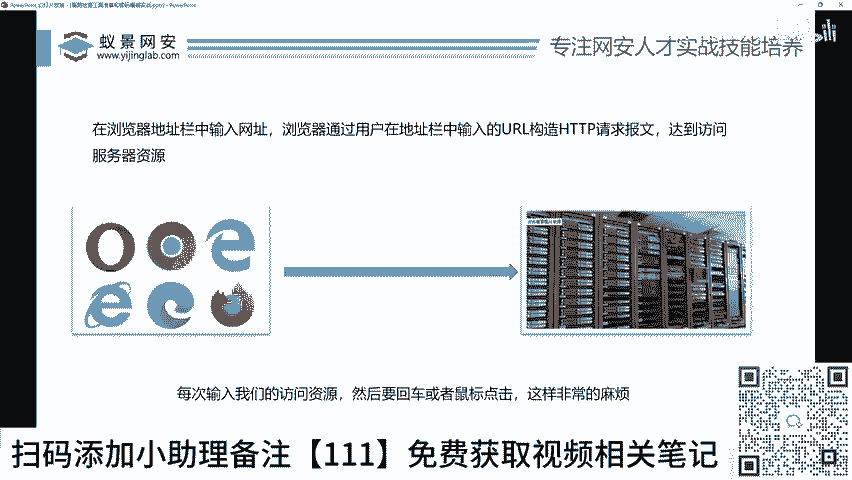 蚁景网安
www.yijinglab.com
专注网安人才实战技能培养
在浏览器地址栏中输入网址，浏览器通过用户在地址栏中输入的URL构造HTTP请求报文，达到访问
服务器资源
每次输入我们的访问资源，然后要回车或者鼠标点击，这样非常的麻烦
扫码添加小助理备注【111】免费获取视频相关笔记